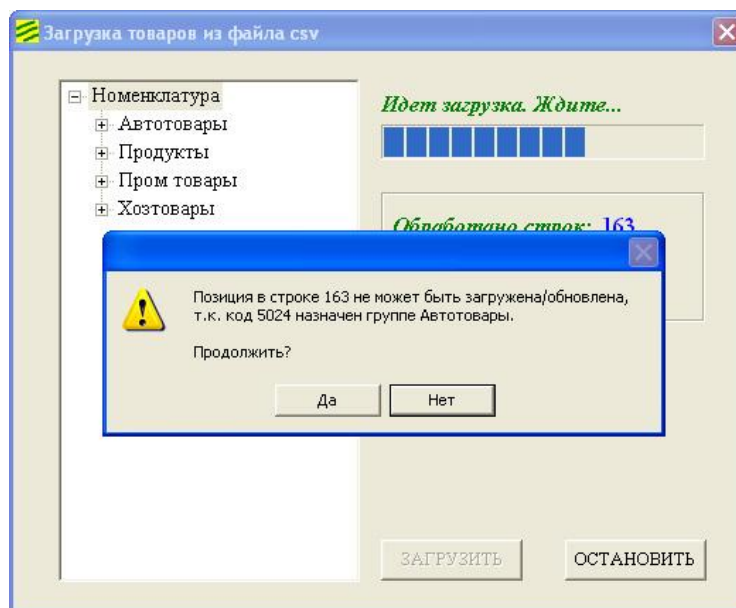 Загрузка товаров из файла csv
Номенклатура
Автотовары
Продукты
Пром товары
Хозтовары
Идет загрузка. Ждите...
Обработано строк: 163
Позиция в строке 163 не может быть загружена/обновлена,
т.к. код 5024 назначен группе Автотовары.
Продолжить?
Да
Нет
ЗАГРУЗИТЬ
ОСТАНОВИТЬ